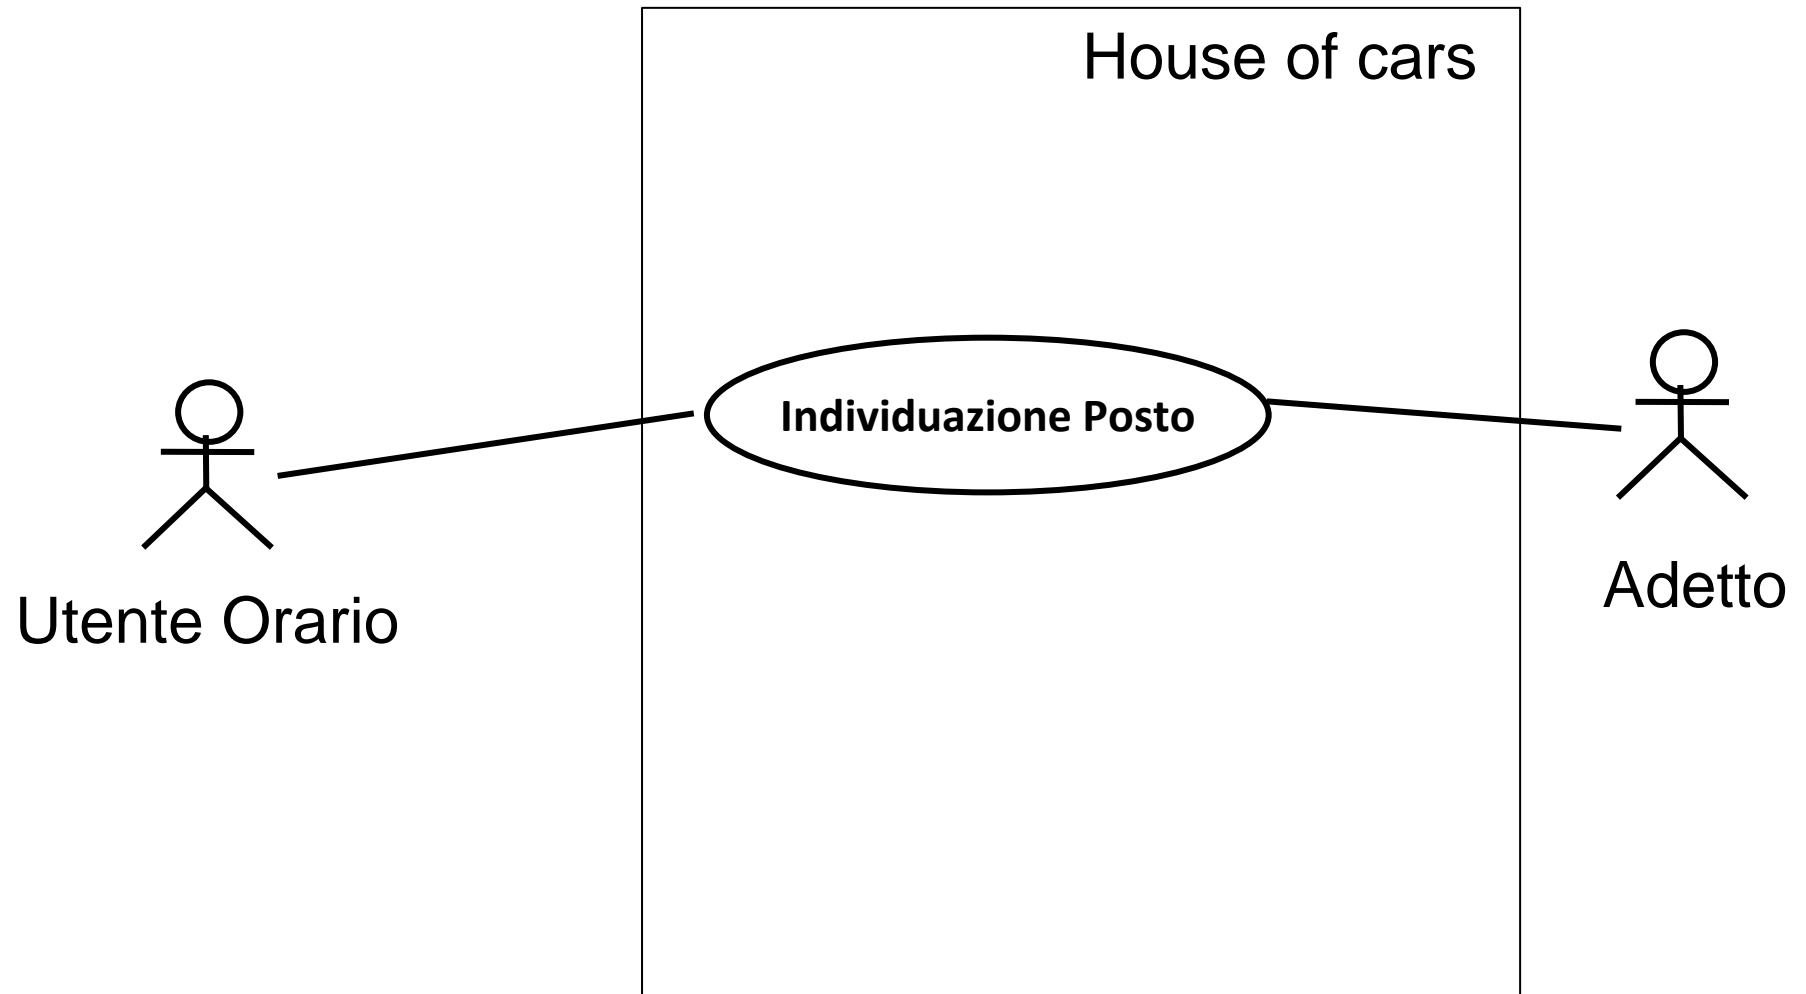 House of cars
Individuazione Posto
Utente Orario
Adetto